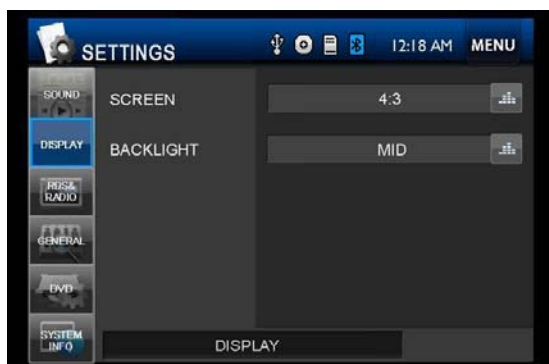 SETTINGS
12:18 AM MENU
SOUND
SCREEN 4:3
DISPLAY
BACKLIGHT MID
RDS&
RADIO
GENERAL
DVD
SYSTEM
INFO
DISPLAY